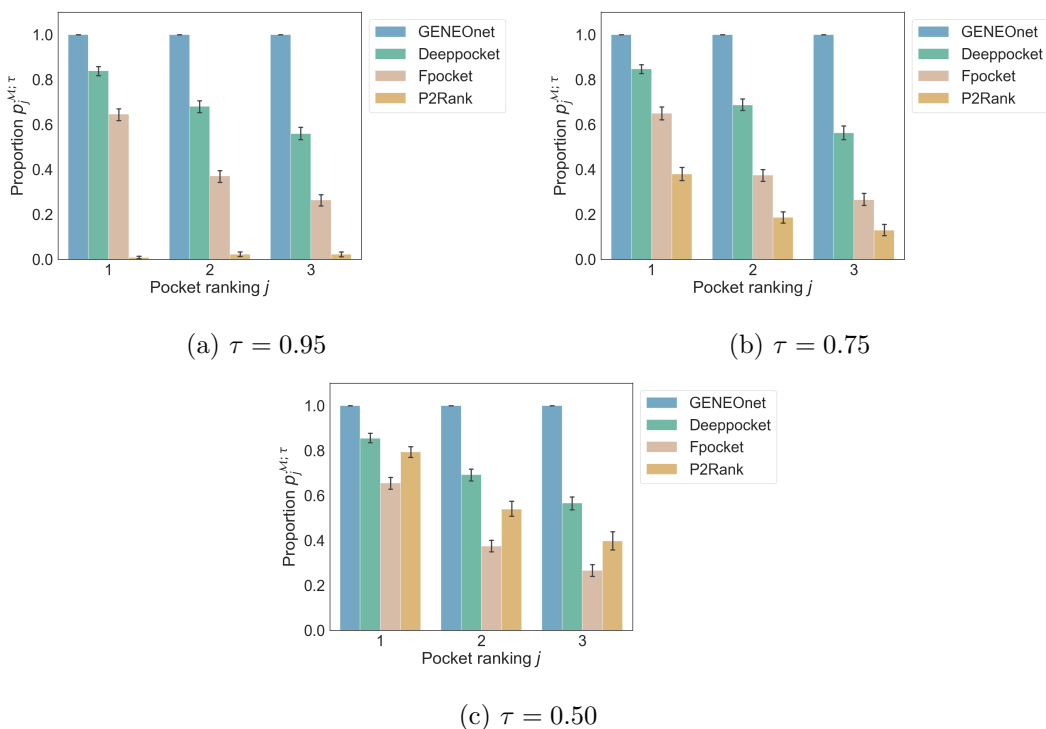 1.0
0.8
0.6
0.4
0.2
0.0
Proportion p_j^{ℳ; τ}
1 2 3
Pocket ranking j
GENEOnet
Deeppocket
Fpocket
P2Rank
(a) τ = 0.95
1.0
0.8
0.6
0.4
0.2
0.0
Proportion p_j^{ℳ; τ}
1 2 3
Pocket ranking j
GENEOnet
Deeppocket
Fpocket
P2Rank
(b) τ = 0.75
1.0
0.8
0.6
0.4
0.2
0.0
Proportion p_j^{ℳ; τ}
1 2 3
Pocket ranking j
GENEOnet
Deeppocket
Fpocket
P2Rank
(c) τ = 0.50